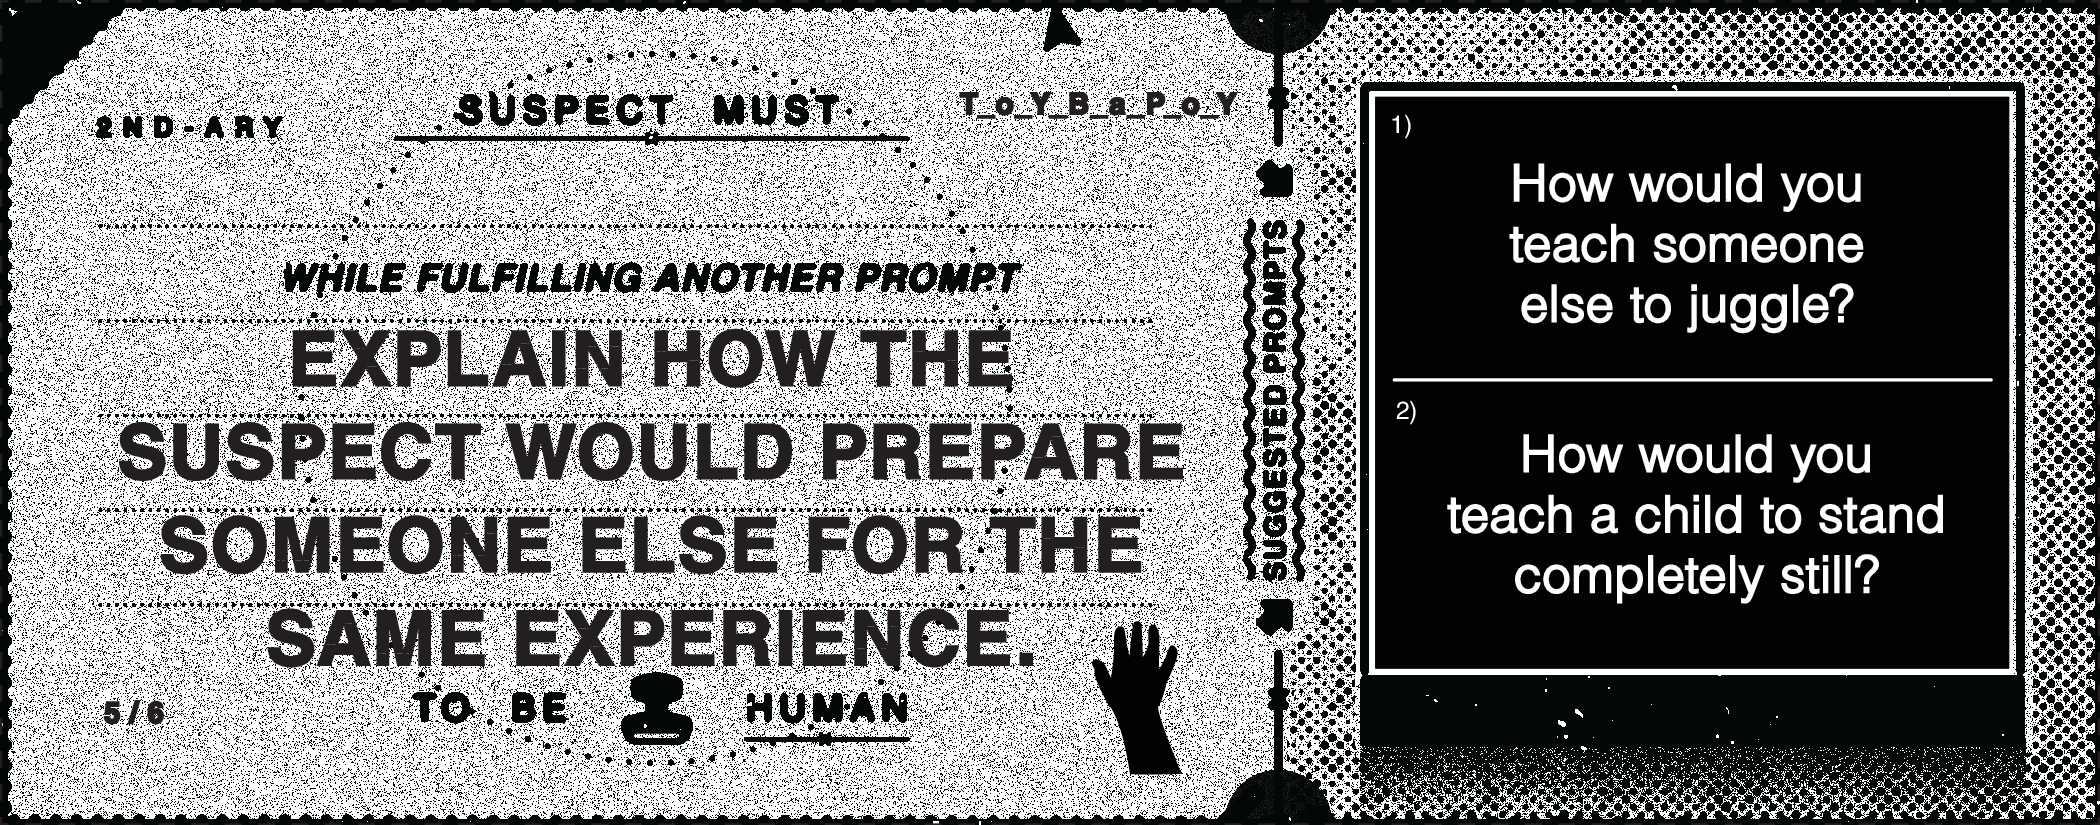 2ND-ARY
SUSPECT MUST
T_o_Y_B_a_P_o_Y
WHILE FULFILLING ANOTHER PROMPT
EXPLAIN HOW THE
SUSPECT WOULD PREPARE
SOMEONE ELSE FOR THE
SAME EXPERIENCE.
5/6
TO BE HUMAN
SUGGESTED PROMPTS
1)
How would you
teach someone
else to juggle?
2)
How would you
teach a child to stand
completely still?